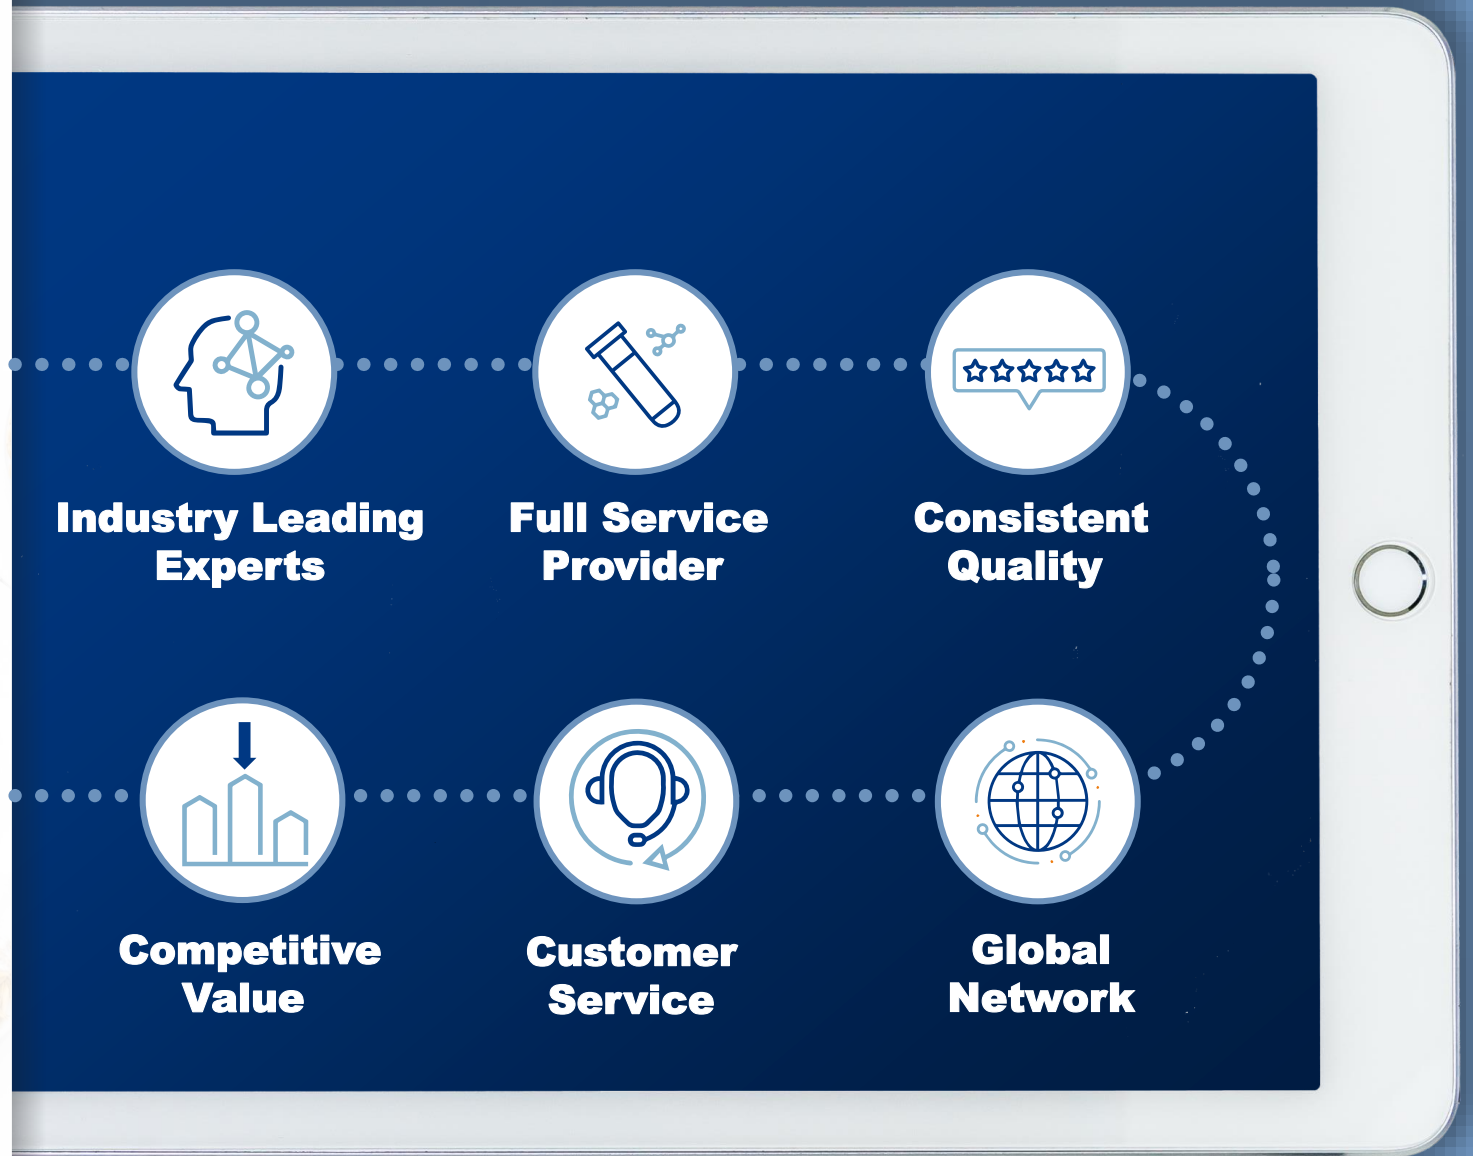 Industry Leading
Experts
Full Service
Provider
Consistent
Quality
Competitive
Value
Customer
Service
Global
Network